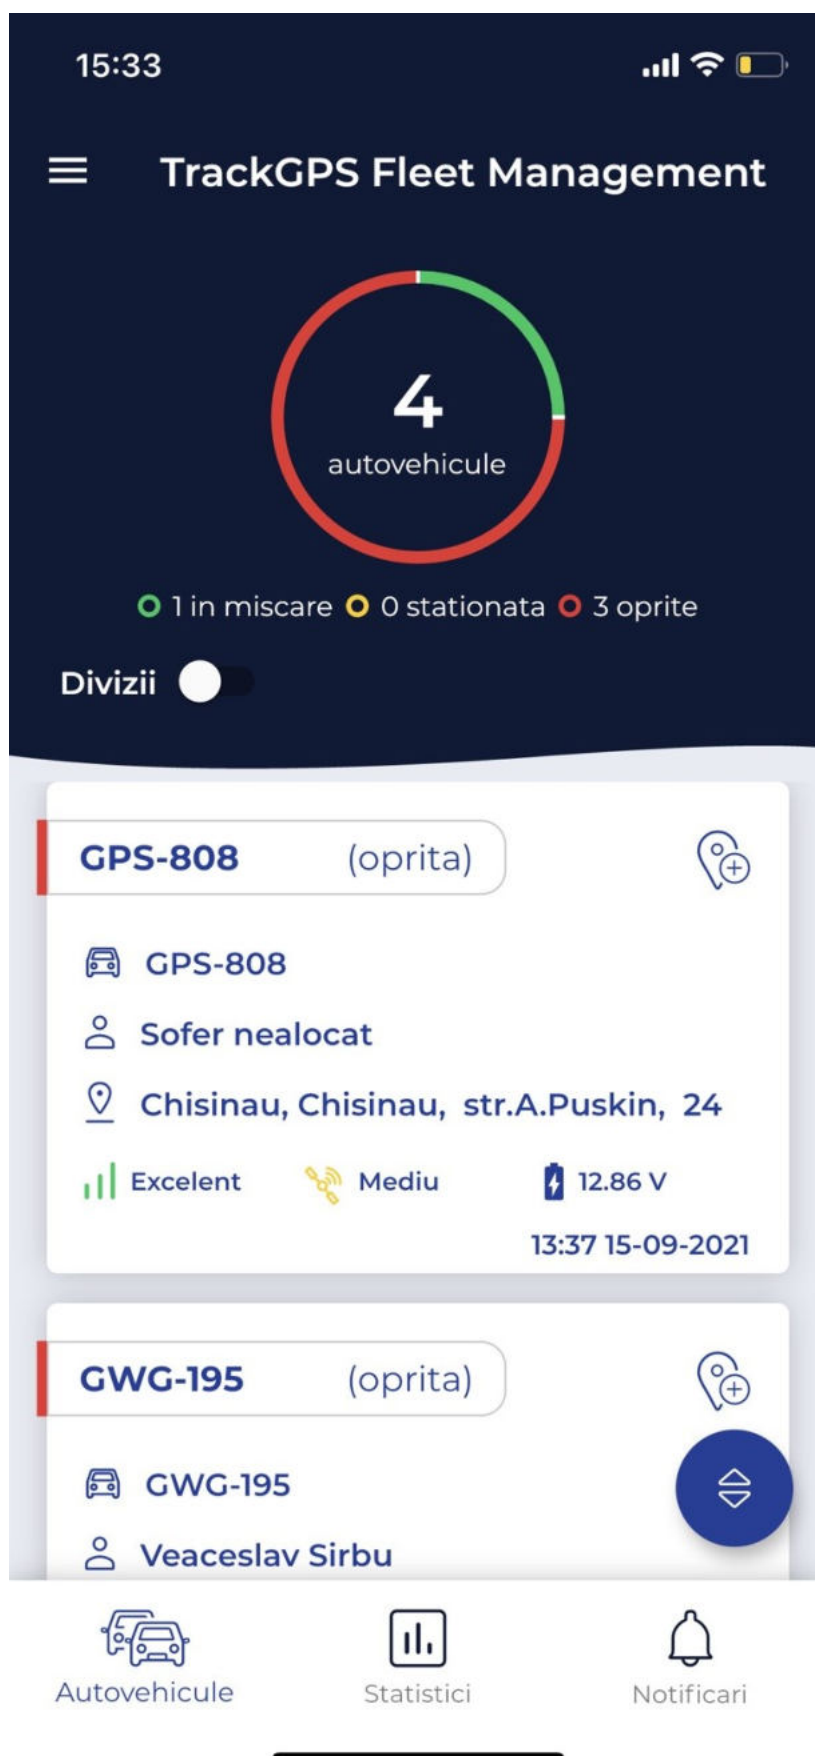 15:33
TrackGPS Fleet Management
4
autovehicule
1 in miscare 0 stationata 3 oprite
Divizii
GPS-808 (oprita)
GPS-808
Sofer nealocat
Chisinau, Chisinau, str.A.Puskin, 24
Excelent Mediu 12.86 V
13:37 15-09-2021
GWG-195 (oprita)
GWG-195
Veaceslav Sirbu
Autovehicule Statistici Notificari